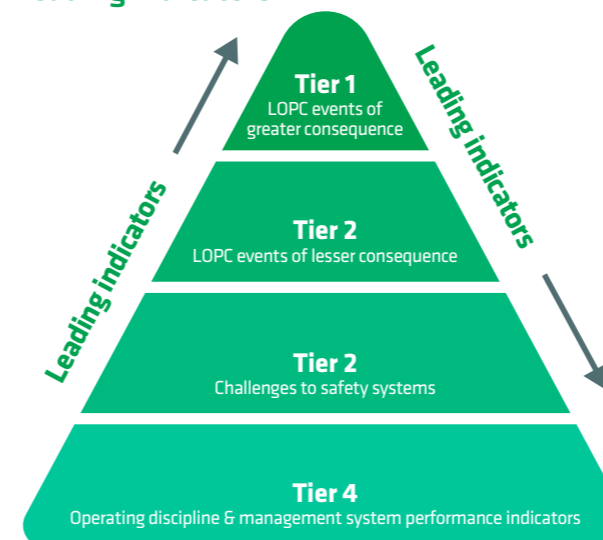 Tier 1
LOPC events of
greater consequence
Leading indicators
Tier 2
LOPC events of lesser consequence
Leading indicators
Tier 2
Challenges to safety systems
Tier 4
Operating discipline & management system performance indicators